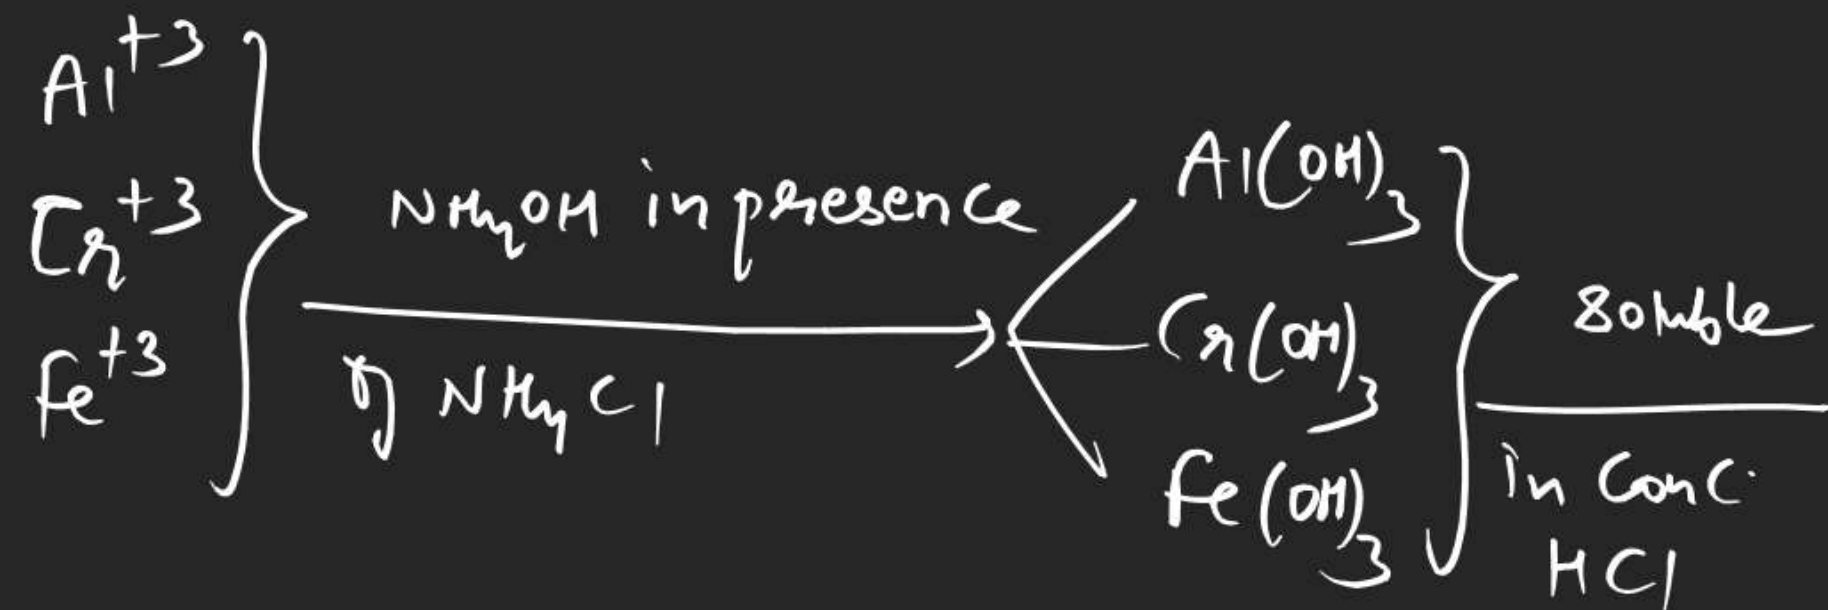 Al+3
Cr+3
Fe+3
NH4OH in presence
of NH4Cl
Al(OH)3
Cr(OH)3
Fe(OH)3
Soluble
in Conc.
HCl